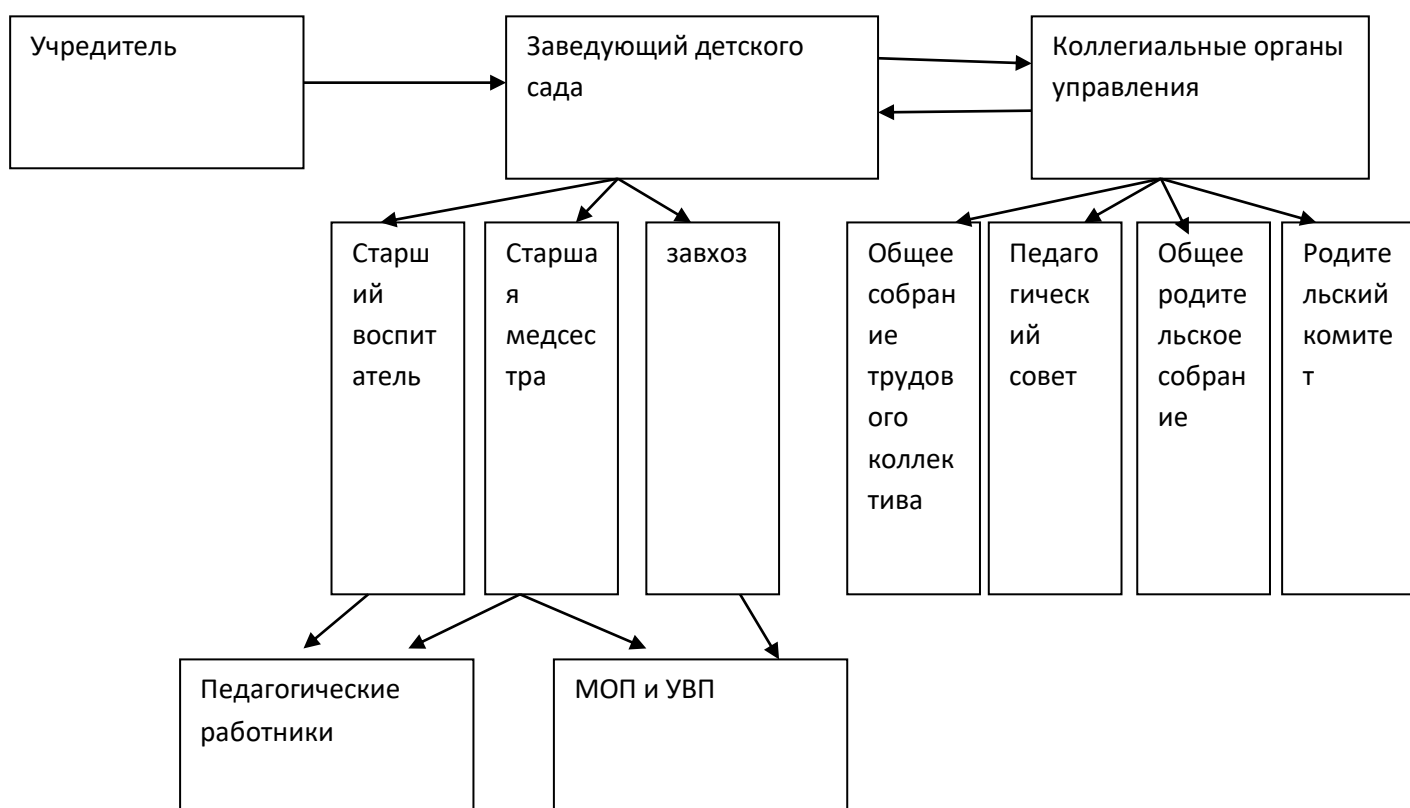 Учредитель
Заведующий детского
сада
Коллегиальные органы
управления
Старш
ий
воспит
атель
Старша
я
медсес
тра
завхоз
Общее
собран
ие
трудов
ого
коллек
тива
Педаго
гическ
ий
совет
Общее
родите
льское
собран
ие
Родите
льский
комите
т
Педагогические
работники
МОП и УВП